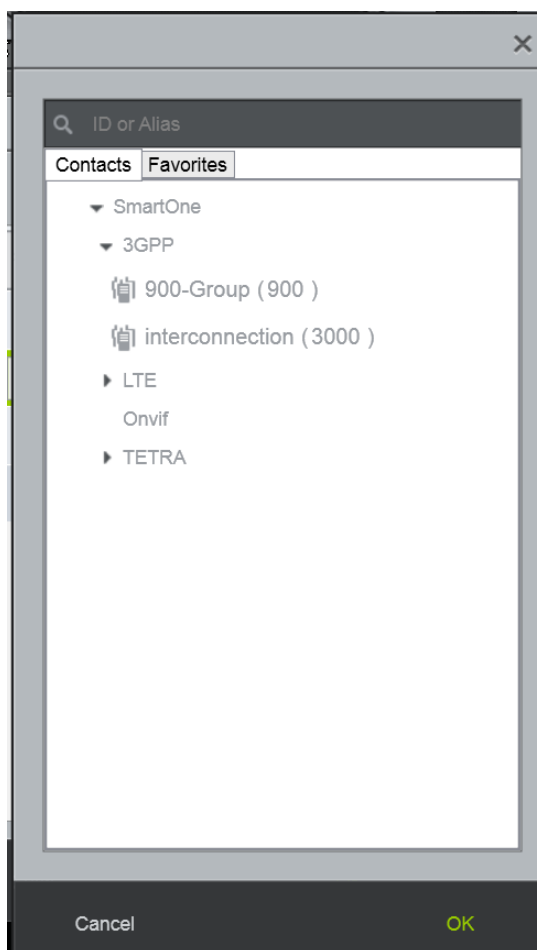 ID or Alias
Contacts Favorites
SmartOne
3GPP
900-Group ( 900 )
interconnection ( 3000 )
LTE
Onvif
TETRA
Cancel OK